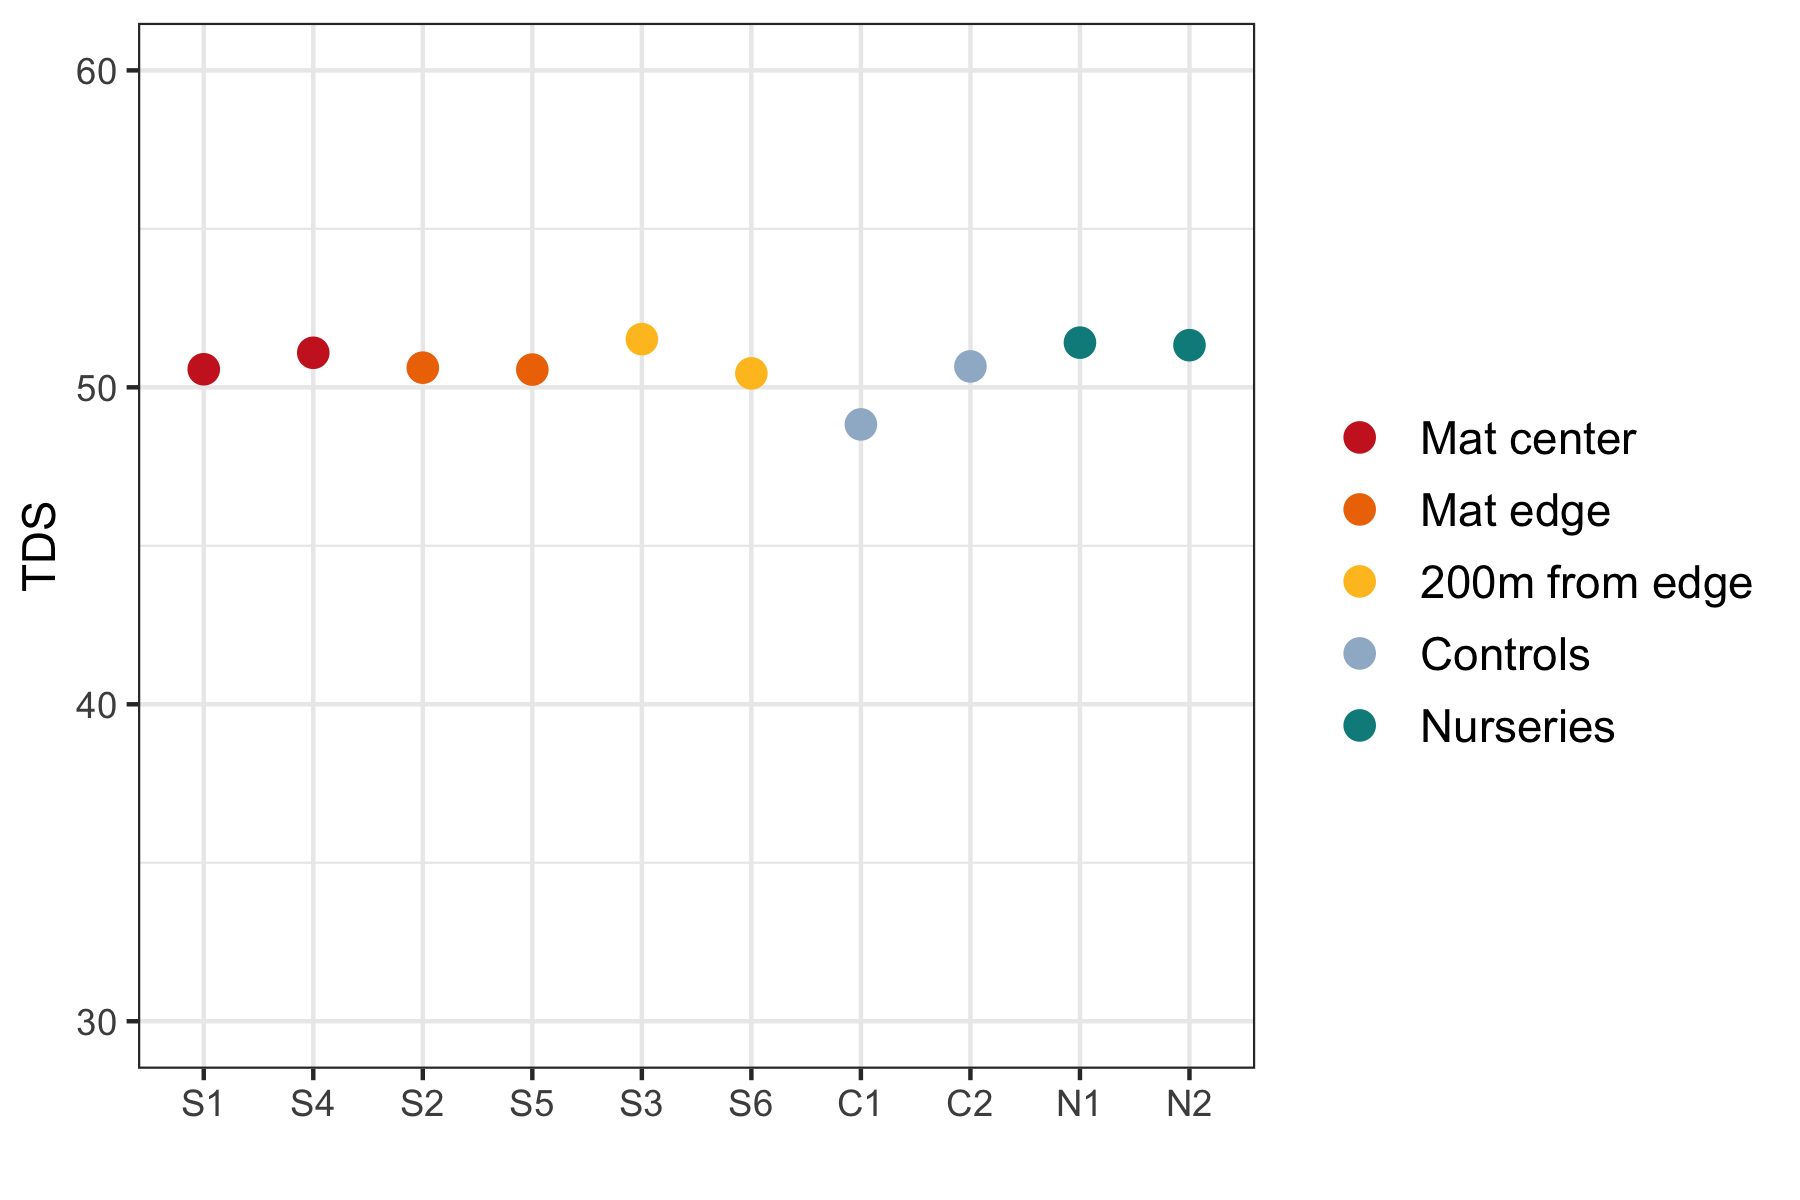 TDS
60
50
40
30
S1 S4 S2 S5 S3 S6 C1 C2 N1 N2
Mat center
Mat edge
200m from edge
Controls
Nurseries